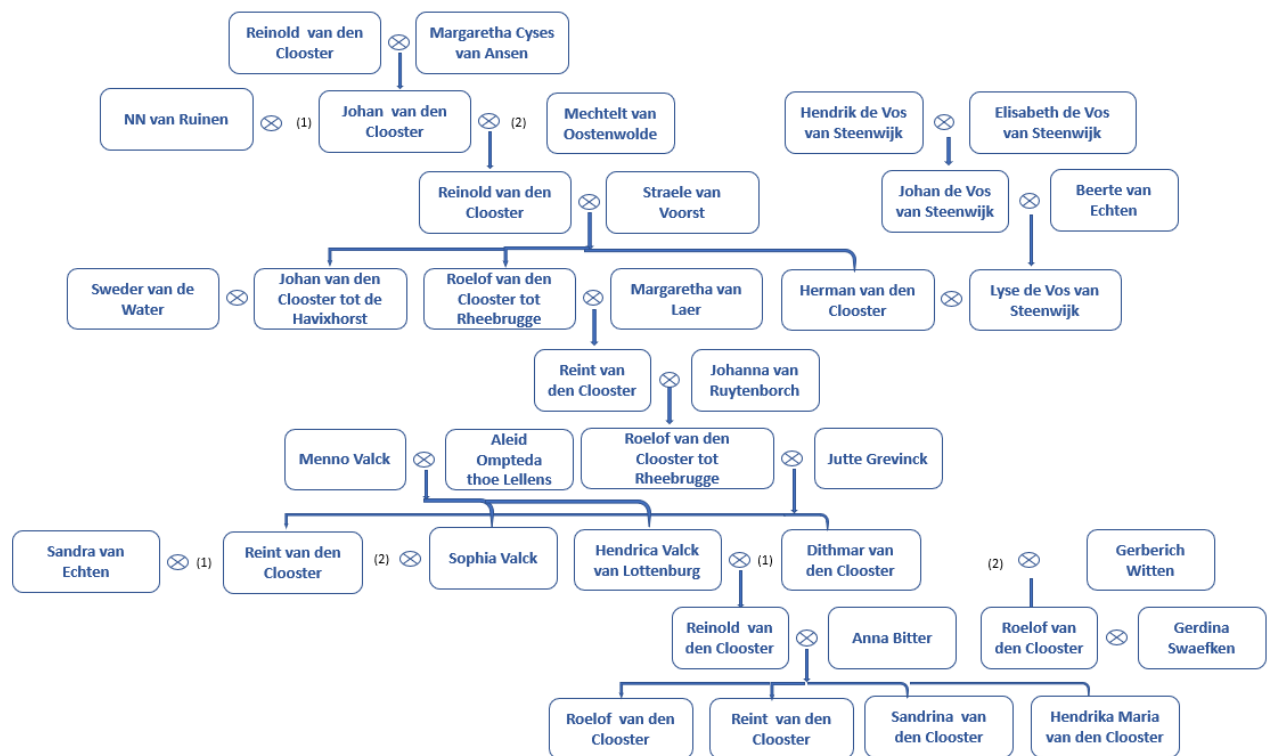 Reinold van den
Clooster
Margaretha Cyses
van Ansen
NN van Ruinen
(1)
Johan van den
Clooster
(2)
Mechtelt van
Oostenwolde
Hendrik de Vos
van Steenwijk
Elisabeth de Vos
van Steenwijk
Reinold van den
Clooster
Straele van
Voorst
Johan de Vos
van Steenwijk
Beerte van
Echten
Sweder van de
Water
Johan van den
Clooster tot de
Havixhorst
Roelof van den
Clooster tot
Rheebrugge
Margaretha van
Laer
Herman van den
Clooster
Lyse de Vos van
Steenwijk
Reint van
den Clooster
Johanna van
Ruytenborch
Menno Valck
Aleid
Ompteda
thoe Lellens
Roelof van den
Clooster tot
Rheebrugge
Jutte Grevinck
Sandra van
Echten
(1)
Reint van den
Clooster
(2)
Sophia Valck
Hendrica Valck
van Lottenburg
(1)
Dithmar van
den Clooster
(2)
Gerberich
Witten
Reinold van
den Clooster
Anna Bitter
Roelof van
den Clooster
Gerdina
Swaefken
Roelof van den
Clooster
Reint van den
Clooster
Sandrina van
den Clooster
Hendrika Maria
van den Clooster